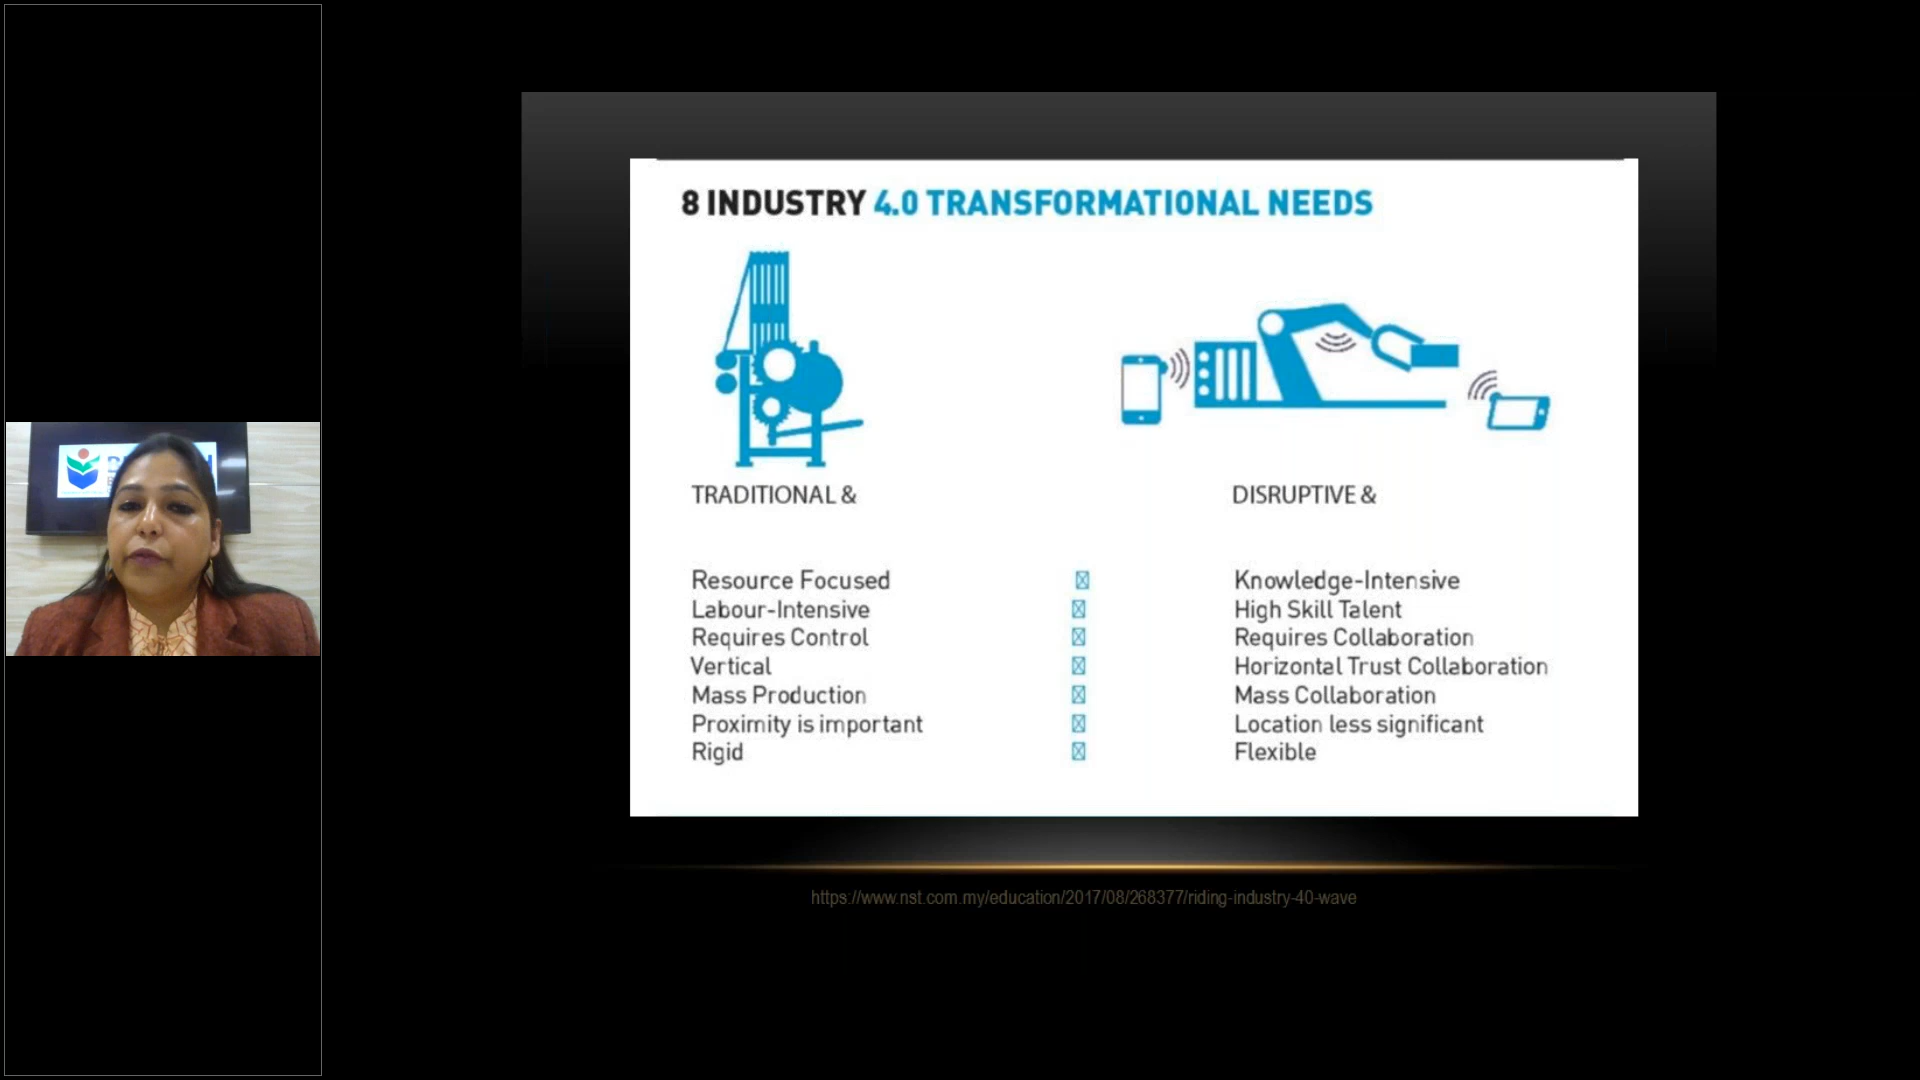 8 INDUSTRY 4.0 TRANSFORMATIONAL NEEDS
TRADITIONAL &
DISRUPTIVE &
Resource Focused Knowledge-Intensive
Labour-Intensive High Skill Talent
Requires Control Requires Collaboration
Vertical Horizontal Trust Collaboration
Mass Production Mass Collaboration
Proximity is important Location less significant
Rigid Flexible
https://www.nst.com.my/education/2017/08/268377/riding-industry-40-wave